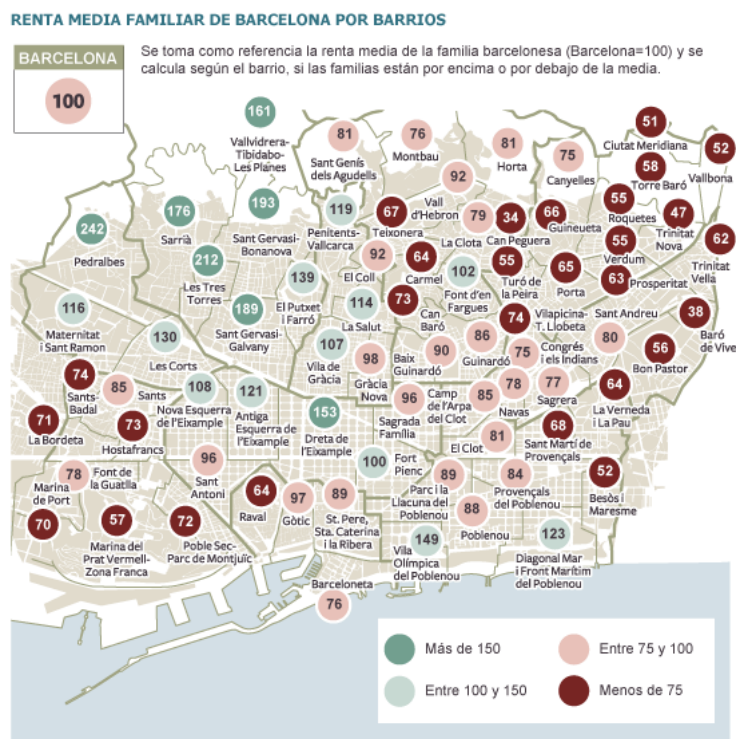 RENTA MEDIA FAMILIAR DE BARCELONA POR BARRIOS
BARCELONA
100
Se toma como referencia la renta media de la familia barcelonesa (Barcelona=100) y se
calcula según el barrio, si las familias están por encima o por debajo de la media.
161
Vallvidrera-
Tibidabo-
Les Planes
81
Sant Genís
dels Agudells
76
Montbau
81
Horta
75
Canyelles
51
Ciutat Meridiana
52
Vallbona
58
Torre Baró
242
Pedralbes
176
Sarrià
193
Sant Gervasi-
Bonanova
119
Penitents-
Vallcarca
67
Teixonera
92
Vall
d'Hebron
79
La Clota
34
Can Peguera
66
Guineueta
55
Roquetes
47
Trinitat
Nova
55
Verdum
62
Trinitat
Vella
212
Les Tres
Torres
139
El Putxet
i Farró
92
El Coll
64
Carmel
102
Font d'en
Fargues
55
Turó de
la Peira
65
Porta
63
Prosperitat
116
Maternitat
i Sant Ramon
130
Les Corts
189
Sant Gervasi-
Galvany
114
La Salut
73
Can
Baró
74
Vilapicina-
T. Llobeta
Sant Andreu
80
38
Baró
de Vive
107
Vila de
Gràcia
98
Gràcia
Nova
90
Baix
Guinardó
86
Guinardó
75
Congrés
i els Indians
56
Bon Pastor
74
Sants-
Badal
85
Sants
108
Nova Esquerra
de l'Eixample
121
Antiga
Esquerra de
l'Eixample
153
Dreta de
l'Eixample
96
Sagrada
Família
85
Camp
de l'Arpa
del Clot
78
Navas
77
Sagrera
64
La Verneda
i La Pau
71
La Bordeta
73
Hostafrancs
81
El Clot
68
Sant Martí de
Provençals
78
Marina
de Port
Font de
la Guatlla
96
Sant
Antoni
100
Fort
Pienc
89
Parc i la
Llacuna del
Poblenou
84
Provençals
del Poblenou
52
Besòs i
Maresme
70
57
Marina del
Prat Vermell-
Zona Franca
72
Poble Sec-
Parc de Montjuïc
64
Raval
97
Gòtic
89
St. Pere,
Sta. Caterina
i la Ribera
88
Poblenou
149
Vila
Olímpica
del Poblenou
123
Diagonal Mar
i Front Marítim
del Poblenou
Barceloneta
76
Más de 150
Entre 75 y 100
Entre 100 y 150
Menos de 75